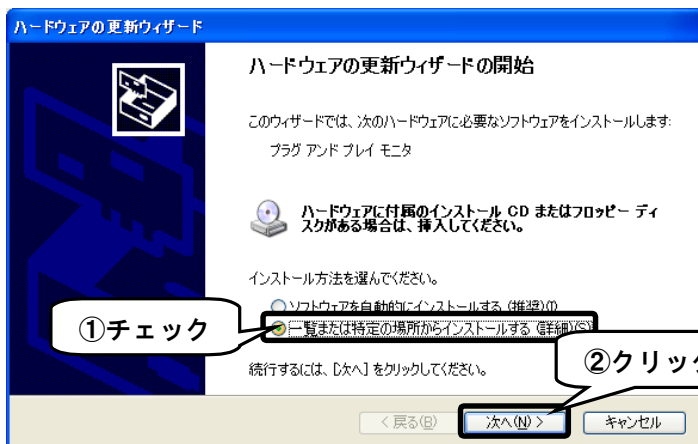 ハードウェアの更新ウィザード
ハードウェアの更新ウィザードの開始
このウィザードでは、次のハードウェアに必要なソフトウェアをインストールします:
プラグ アンド プレイ モニタ
ハードウェアに付属のインストール CD またはフロッピー ディ
スクがある場合は、挿入してください。
インストール方法を選んでください。
ソフトウェアを自動的にインストールする (推奨)(I)
①チェック
一覧または特定の場所からインストールする (詳細)(S)
続行するには、[次へ] をクリックしてください。
②クリック
< 戻る(B)
次へ(N) >
キャンセル